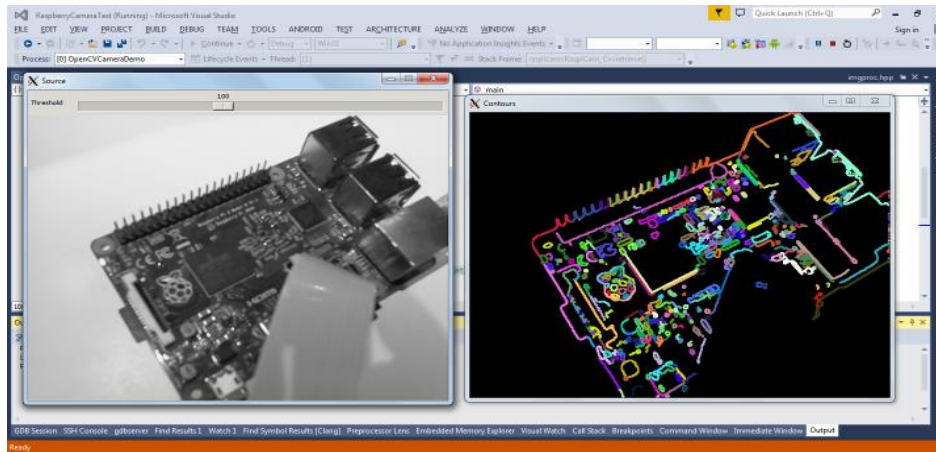 RaspberryCameraTest (Running) - Microsoft Visual Studio
Quick Launch (Ctrl+Q)
FILE EDIT VIEW PROJECT BUILD DEBUG TEAM TOOLS ANDROID TEST ARCHITECTURE ANALYZE WINDOW HELP
Sign in
Continue Debug Win32 No Application Insights Events
Process: [0] OpenCVCameraDemo Lifecycle Events Thread: Stack Frame:
Source
imgproc.hpp
main
Threshold
100
Contours
HDMI
GDB Session SSH Console gdbserver Find Results 1 Watch 1 Find Symbol Results [Clang] Preprocessor Lens Embedded Memory Explorer Visual Watch Call Stack Breakpoints Command Window Immediate Window Output
Ready